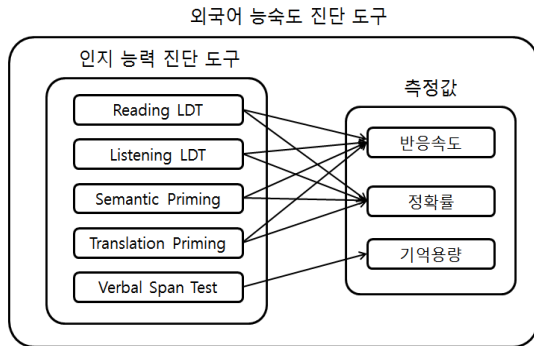 외국어 능숙도 진단 도구
인지 능력 진단 도구
Reading LDT
Listening LDT
Semantic Priming
Translation Priming
Verbal Span Test
측정값
반응속도
정확률
기억용량